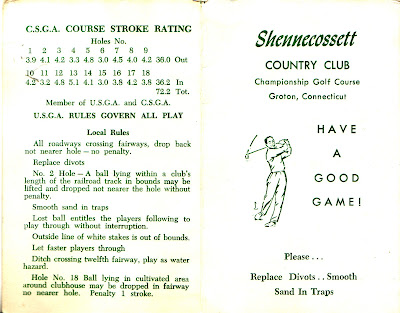 C.S.G.A. COURSE STROKE RATING
Holes No.
1 2 3 4 5 6 7 8 9
3.9 4.1 4.2 3.3 4.8 3.0 4.5 4.0 4.2 36.0 Out
10 11 12 13 14 15 16 17 18
4.2 3.2 4.8 5.1 4.1 3.0 3.8 4.2 3.8 36.2 In
72.2 Tot.
Member of U.S.G.A. and C.S.G.A.
U.S.G.A. RULES GOVERN ALL PLAY
Local Rules
All roadways crossing fairways, drop back
not nearer hole — no penalty.
Replace divots
No. 2 Hole - A ball lying within a club's
length of the railroad track in bounds may be
lifted and dropped not nearer the hole without
penalty.
Smooth sand in traps
Lost ball entitles the players following to
play through without interruption.
Outside line of white stakes is out of bounds.
Let faster players through
Ditch crossing twelfth fairway, play as water
hazard.
Hole No. 18 Ball lying in cultivated area
around clubhouse may be dropped in fairway
no nearer hole. Penalty 1 stroke.
Shennecossett
COUNTRY CLUB
Championship Golf Course
Groton, Connecticut
HAVE
A
GOOD
GAME!
Please . . .
Replace Divots . . Smooth
Sand In Traps